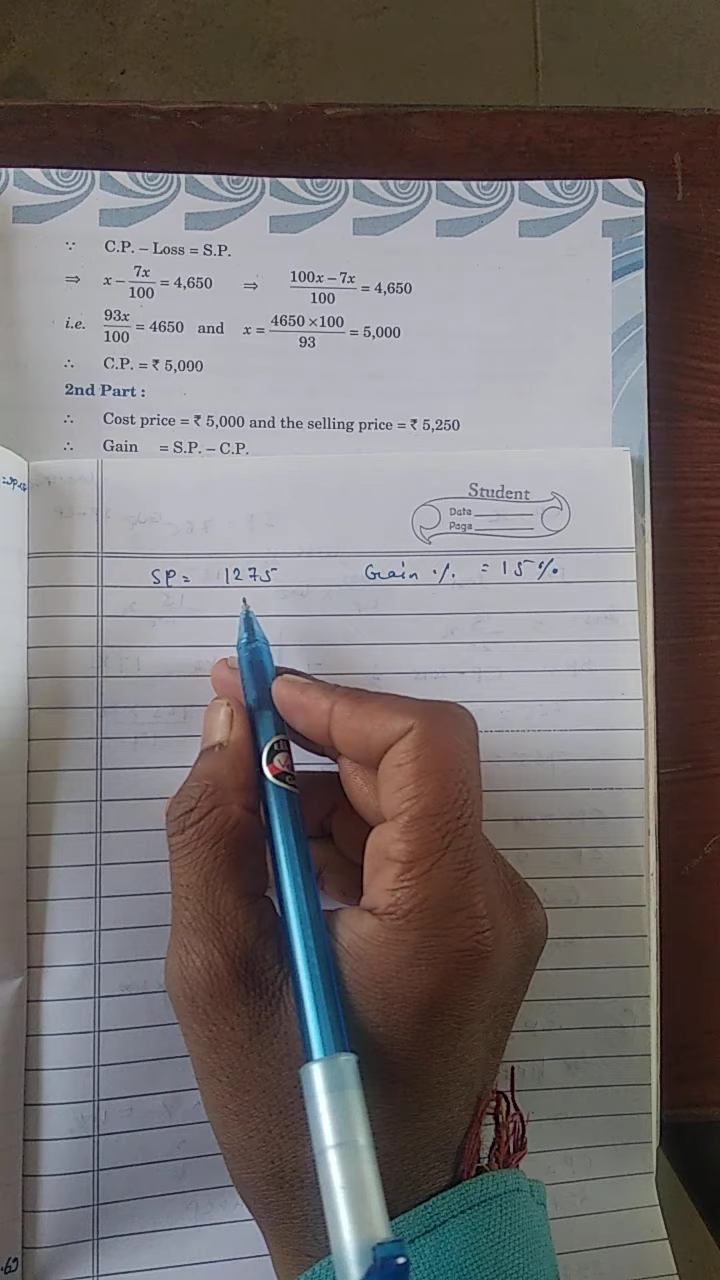 ∵ C.P. – Loss = S.P.
⇒ x – 7x/100 = 4,650 ⇒ 100x – 7x/100 = 4,650
i.e. 93x/100 = 4650 and x = 4650 ×100/93 = 5,000
∴ C.P. = ₹ 5,000
2nd Part :
∴ Cost price = ₹ 5,000 and the selling price = ₹ 5,250
∴ Gain = S.P. – C.P.
Student
Date
Page
SP = 1275 Gain % = 15%